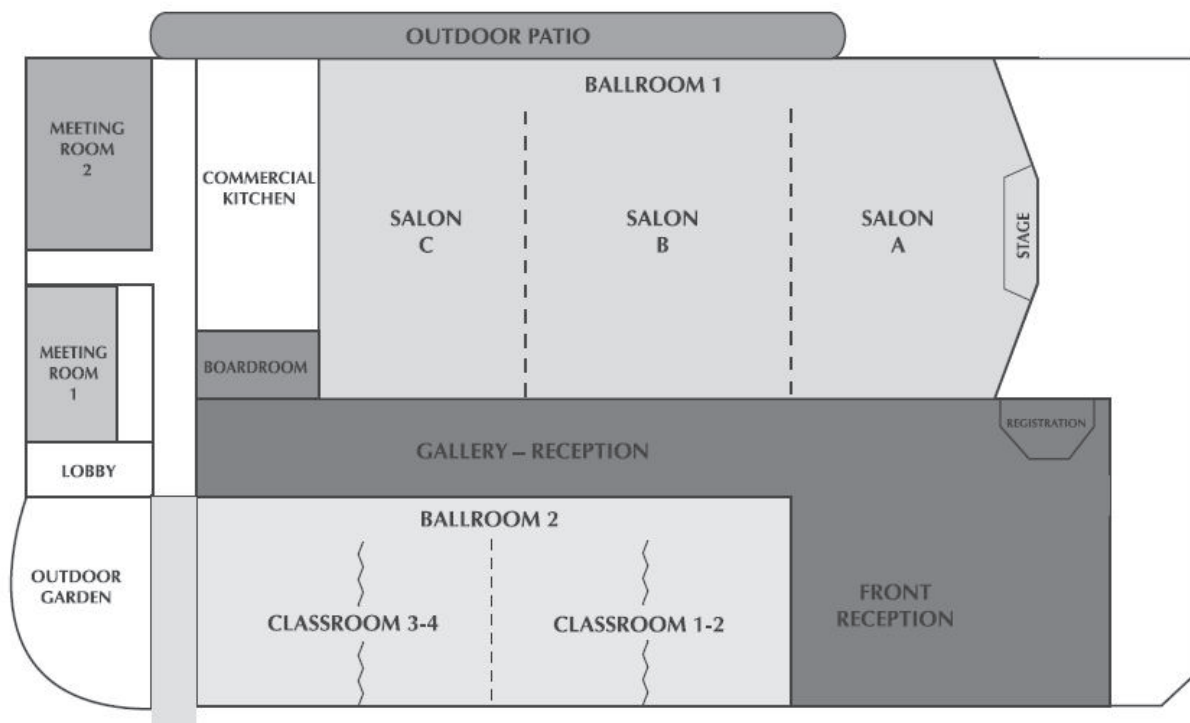 OUTDOOR PATIO
BALLROOM 1
MEETING
ROOM
2
COMMERCIAL
KITCHEN
SALON
C
SALON
B
SALON
A
STAGE
MEETING
ROOM
1
BOARDROOM
REGISTRATION
GALLERY – RECEPTION
LOBBY
BALLROOM 2
OUTDOOR
GARDEN
CLASSROOM 3-4
CLASSROOM 1-2
FRONT
RECEPTION